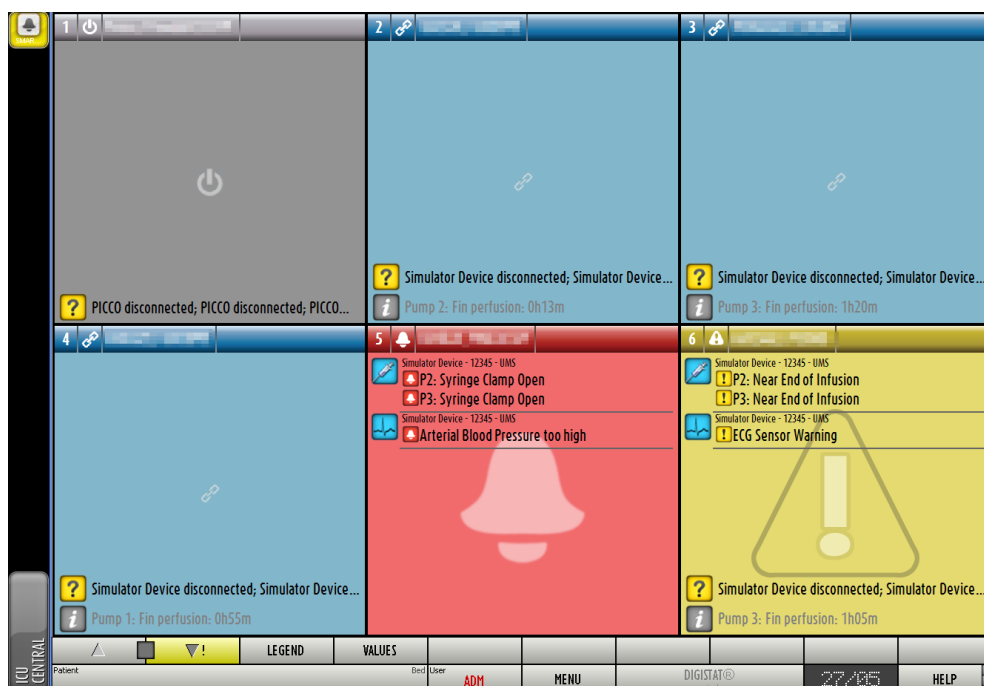 SMAR
1
2
3
PICCO disconnected; PICCO disconnected; PICCO...
Simulator Device disconnected; Simulator Device...
Pump 2: Fin perfusion: 0h13m
Simulator Device disconnected; Simulator Device...
Pump 3: Fin perfusion: 1h20m
4
5
6
Simulator Device disconnected; Simulator Device...
Pump 1: Fin perfusion: 0h55m
Simulator Device - 12345 - UMS
P2: Syringe Clamp Open
P3: Syringe Clamp Open
Simulator Device - 12345 - UMS
Arterial Blood Pressure too high
Simulator Device - 12345 - UMS
P2: Near End of Infusion
P3: Near End of Infusion
Simulator Device - 12345 - UMS
ECG Sensor Warning
Simulator Device disconnected; Simulator Device...
Pump 3: Fin perfusion: 1h05m
ICU
CENTRAL
! LEGEND VALUES
Patient Bed User ADM MENU DIGISTAT® 27/05 HELP